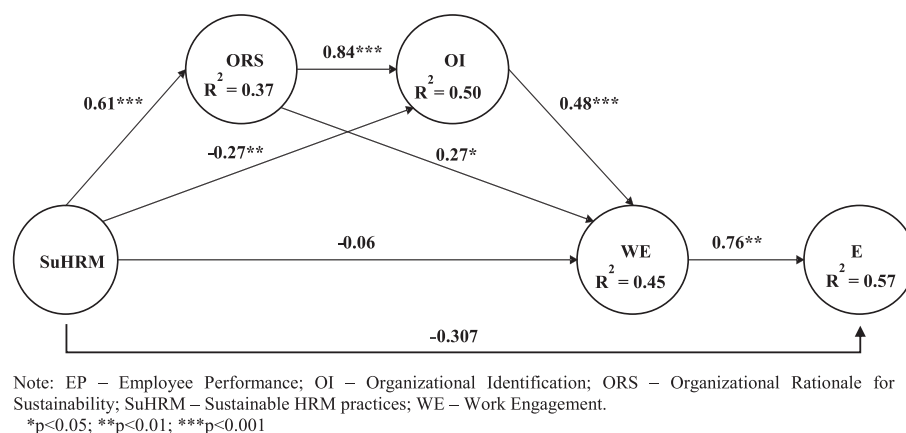 ORS
R² = 0.37
0.84***
OI
R² = 0.50
0.61***
0.48***
-0.27**
0.27*
SuHRM
-0.06
WE
R² = 0.45
0.76**
E
R² = 0.57
-0.307
Note: EP – Employee Performance; OI – Organizational Identification; ORS – Organizational Rationale for
Sustainability; SuHRM – Sustainable HRM practices; WE – Work Engagement.
*p<0.05; **p<0.01; ***p<0.001